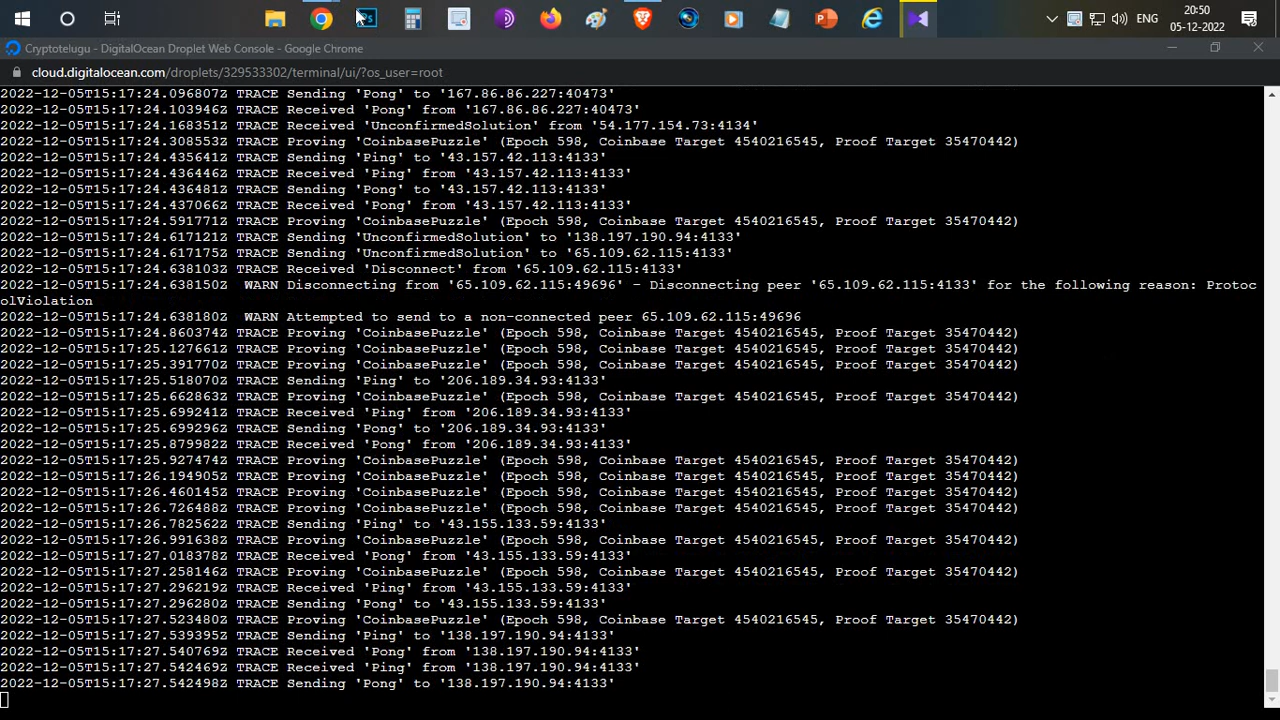 20:50
ENG
05-12-2022
Cryptotelugu - DigitalOcean Droplet Web Console - Google Chrome
cloud.digitalocean.com/droplets/329533302/terminal/ui/?os_user=root
2022-12-05T15:17:24.096807Z TRACE Sending 'Pong' to '167.86.86.227:40473'
2022-12-05T15:17:24.103946Z TRACE Received 'Pong' from '167.86.86.227:40473'
2022-12-05T15:17:24.168351Z TRACE Received 'UnconfirmedSolution' from '54.177.154.73:4134'
2022-12-05T15:17:24.308553Z TRACE Proving 'CoinbasePuzzle' (Epoch 598, Coinbase Target 4540216545, Proof Target 35470442)
2022-12-05T15:17:24.435641Z TRACE Sending 'Ping' to '43.157.42.113:4133'
2022-12-05T15:17:24.436446Z TRACE Received 'Ping' from '43.157.42.113:4133'
2022-12-05T15:17:24.436481Z TRACE Sending 'Pong' to '43.157.42.113:4133'
2022-12-05T15:17:24.437066Z TRACE Received 'Pong' from '43.157.42.113:4133'
2022-12-05T15:17:24.591771Z TRACE Proving 'CoinbasePuzzle' (Epoch 598, Coinbase Target 4540216545, Proof Target 35470442)
2022-12-05T15:17:24.617121Z TRACE Sending 'UnconfirmedSolution' to '138.197.190.94:4133'
2022-12-05T15:17:24.617175Z TRACE Sending 'UnconfirmedSolution' to '65.109.62.115:4133'
2022-12-05T15:17:24.638103Z TRACE Received 'Disconnect' from '65.109.62.115:4133'
2022-12-05T15:17:24.638150Z  WARN Disconnecting from '65.109.62.115:49696' - Disconnecting peer '65.109.62.115:4133' for the following reason: Protoc
olViolation
2022-12-05T15:17:24.638180Z  WARN Attempted to send to a non-connected peer 65.109.62.115:49696
2022-12-05T15:17:24.860374Z TRACE Proving 'CoinbasePuzzle' (Epoch 598, Coinbase Target 4540216545, Proof Target 35470442)
2022-12-05T15:17:25.127661Z TRACE Proving 'CoinbasePuzzle' (Epoch 598, Coinbase Target 4540216545, Proof Target 35470442)
2022-12-05T15:17:25.391770Z TRACE Proving 'CoinbasePuzzle' (Epoch 598, Coinbase Target 4540216545, Proof Target 35470442)
2022-12-05T15:17:25.518070Z TRACE Sending 'Ping' to '206.189.34.93:4133'
2022-12-05T15:17:25.662863Z TRACE Proving 'CoinbasePuzzle' (Epoch 598, Coinbase Target 4540216545, Proof Target 35470442)
2022-12-05T15:17:25.699241Z TRACE Received 'Ping' from '206.189.34.93:4133'
2022-12-05T15:17:25.699296Z TRACE Sending 'Pong' to '206.189.34.93:4133'
2022-12-05T15:17:25.879982Z TRACE Received 'Pong' from '206.189.34.93:4133'
2022-12-05T15:17:25.927474Z TRACE Proving 'CoinbasePuzzle' (Epoch 598, Coinbase Target 4540216545, Proof Target 35470442)
2022-12-05T15:17:26.194950Z TRACE Proving 'CoinbasePuzzle' (Epoch 598, Coinbase Target 4540216545, Proof Target 35470442)
2022-12-05T15:17:26.460145Z TRACE Proving 'CoinbasePuzzle' (Epoch 598, Coinbase Target 4540216545, Proof Target 35470442)
2022-12-05T15:17:26.726488Z TRACE Proving 'CoinbasePuzzle' (Epoch 598, Coinbase Target 4540216545, Proof Target 35470442)
2022-12-05T15:17:26.782562Z TRACE Sending 'Ping' to '43.155.133.59:4133'
2022-12-05T15:17:26.991638Z TRACE Proving 'CoinbasePuzzle' (Epoch 598, Coinbase Target 4540216545, Proof Target 35470442)
2022-12-05T15:17:27.018378Z TRACE Received 'Pong' from '43.155.133.59:4133'
2022-12-05T15:17:27.258146Z TRACE Proving 'CoinbasePuzzle' (Epoch 598, Coinbase Target 4540216545, Proof Target 35470442)
2022-12-05T15:17:27.296219Z TRACE Received 'Ping' from '43.155.133.59:4133'
2022-12-05T15:17:27.296280Z TRACE Sending 'Pong' to '43.155.133.59:4133'
2022-12-05T15:17:27.523480Z TRACE Proving 'CoinbasePuzzle' (Epoch 598, Coinbase Target 4540216545, Proof Target 35470442)
2022-12-05T15:17:27.539395Z TRACE Sending 'Ping' to '138.197.190.94:4133'
2022-12-05T15:17:27.540769Z TRACE Received 'Pong' from '138.197.190.94:4133'
2022-12-05T15:17:27.542469Z TRACE Received 'Ping' from '138.197.190.94:4133'
2022-12-05T15:17:27.542498Z TRACE Sending 'Pong' to '138.197.190.94:4133'